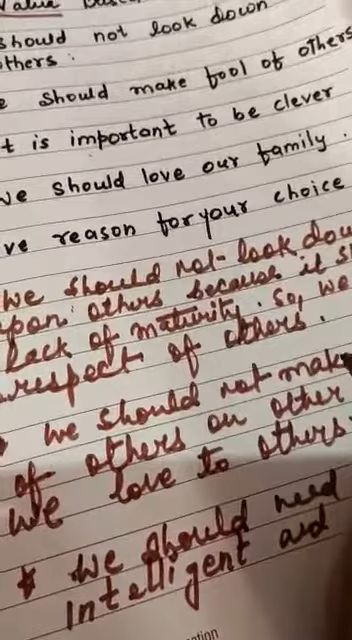 Value Based
should not look down
others :
should make fool of others
t is important to be clever
we should love our family .
ve reason for your choice
we should not look dow
upon others because it s
lack of maturity. So, we
respect of others.
we should not make
of others on other
we love to others
* we should need
Intelligent and
tion